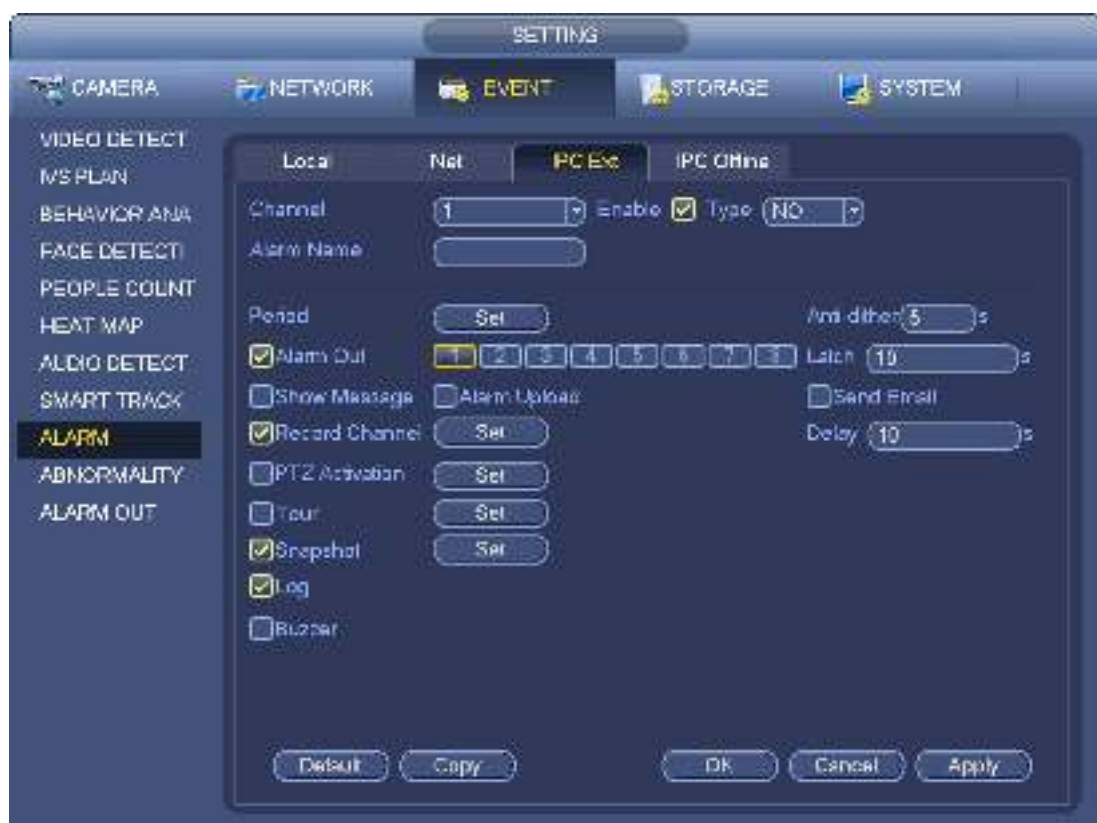 SETTING
CAMERA NETWORK EVENT STORAGE SYSTEM
VIDEO DETECT
IVS PLAN
BEHAVIOR ANA
FACE DETECTI
PEOPLE COUNT
HEAT MAP
AUDIO DETECT
SMART TRACK
ALARM
ABNORMALITY
ALARM OUT
Local Net IPC Ext IPC Offline
Channel 1 Enable Type NO
Alarm Name
Period Set Anti-dither 5 s
Alarm Out 1 2 3 4 5 6 7 8 Latch 10 s
Show Message Alarm Upload Send Email
Record Channel Set Delay 10 s
PTZ Activation Set
Tour Set
Snapshot Set
Log
Buzzer
Default Copy OK Cancel Apply